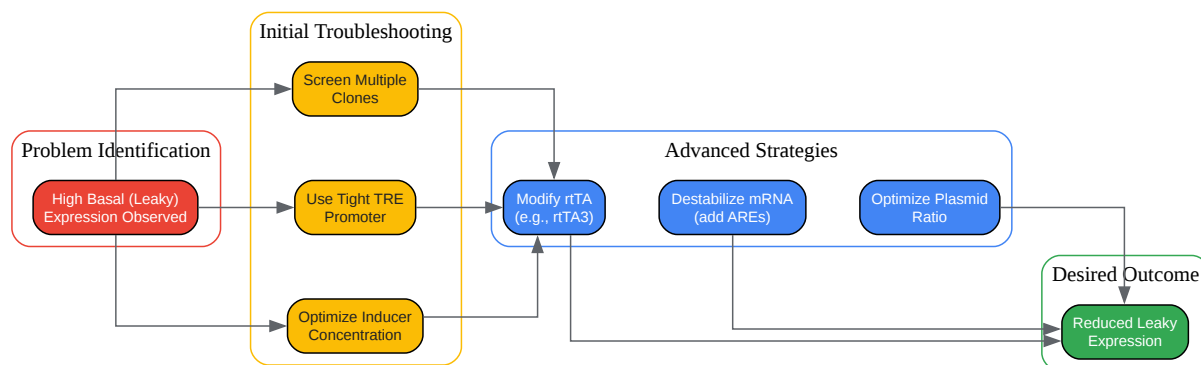 Initial Troubleshooting
Screen Multiple
Clones
Problem Identification
High Basal (Leaky)
Expression Observed
Use Tight TRE
Promoter
Optimize Inducer
Concentration
Advanced Strategies
Modify rtTA
(e.g., rtTA3)
Destabilize mRNA
(add AREs)
Optimize Plasmid
Ratio
Desired Outcome
Reduced Leaky
Expression